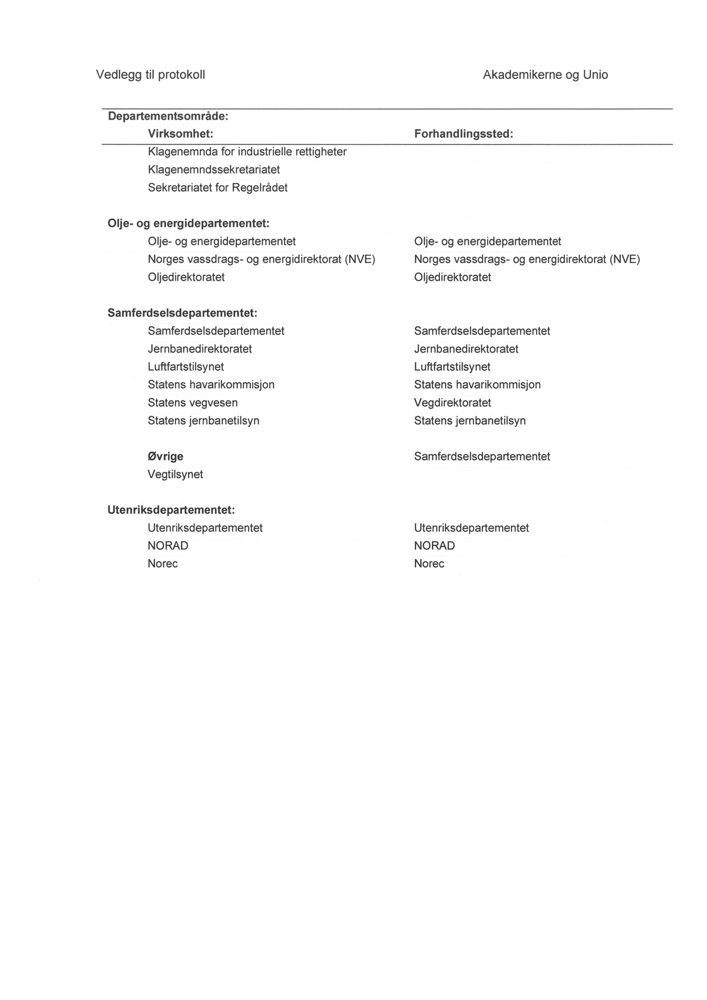 Vedlegg til protokoll Akademikerne og Unio
Departementsområde:
Virksomhet: Forhandlingssted:
Klagenemnda for industrielle rettigheter
Klagenemndssekretariatet
Sekretariatet for Regelrådet
Olje- og energidepartementet:
Olje- og energidepartementet Olje- og energidepartementet
Norges vassdrags- og energidirektorat (NVE) Norges vassdrags- og energidirektorat (NVE)
Oljedirektoratet Oljedirektoratet
Samferdselsdepartementet:
Samferdselsdepartementet Samferdselsdepartementet
Jernbanedirektoratet Jernbanedirektoratet
Luftfartstilsynet Luftfartstilsynet
Statens havarikommisjon Statens havarikommisjon
Statens vegvesen Vegdirektoratet
Statens jernbanetilsyn Statens jernbanetilsyn
Øvrige Samferdselsdepartementet
Vegtilsynet
Utenriksdepartementet:
Utenriksdepartementet Utenriksdepartementet
NORAD NORAD
Norec Norec